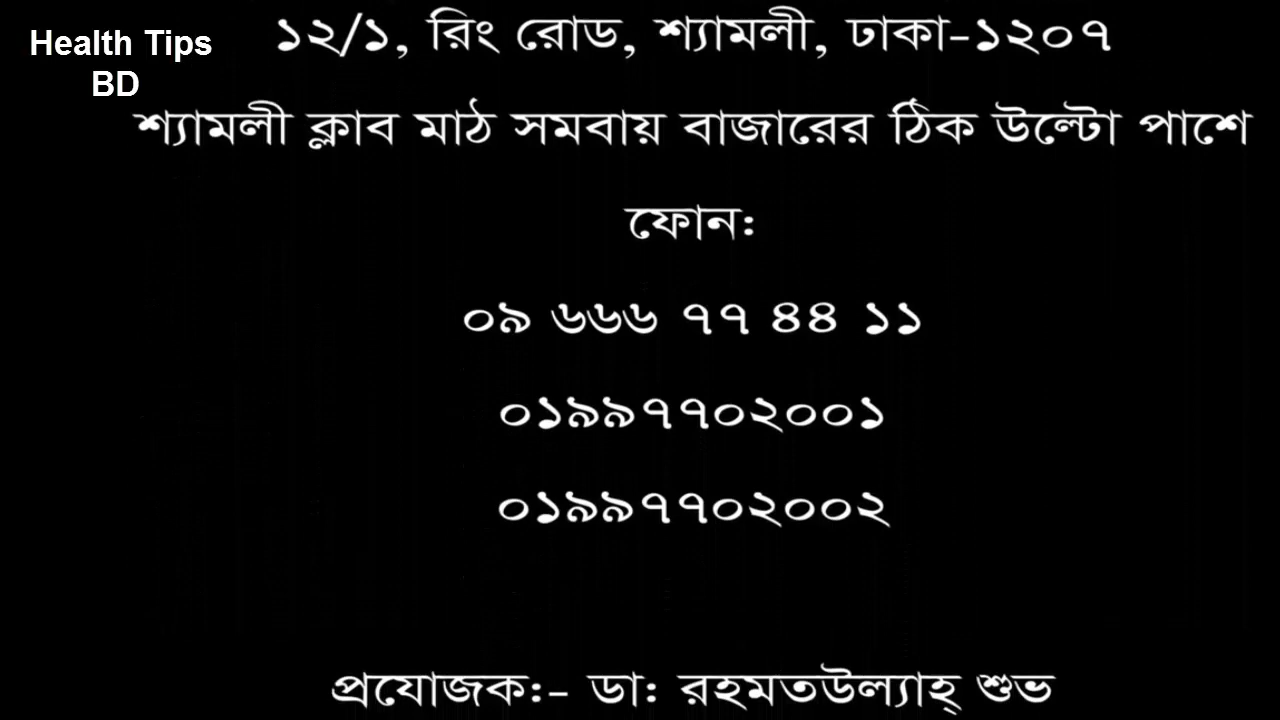 Health Tips
BD
১২/১, রিং রোড, শ্যামলী, ঢাকা-১২০৭
শ্যামলী ক্লাব মাঠ সমবায় বাজারের ঠিক উল্টো পাশে
ফোন:
০৯ ৬৬৬ ৭৭ ৪৪ ১১
০১৯৯৭৭০২০০১
০১৯৯৭৭০২০০২
প্রযোজক:- ডা: রহমতউল্যাহ্ শুভ